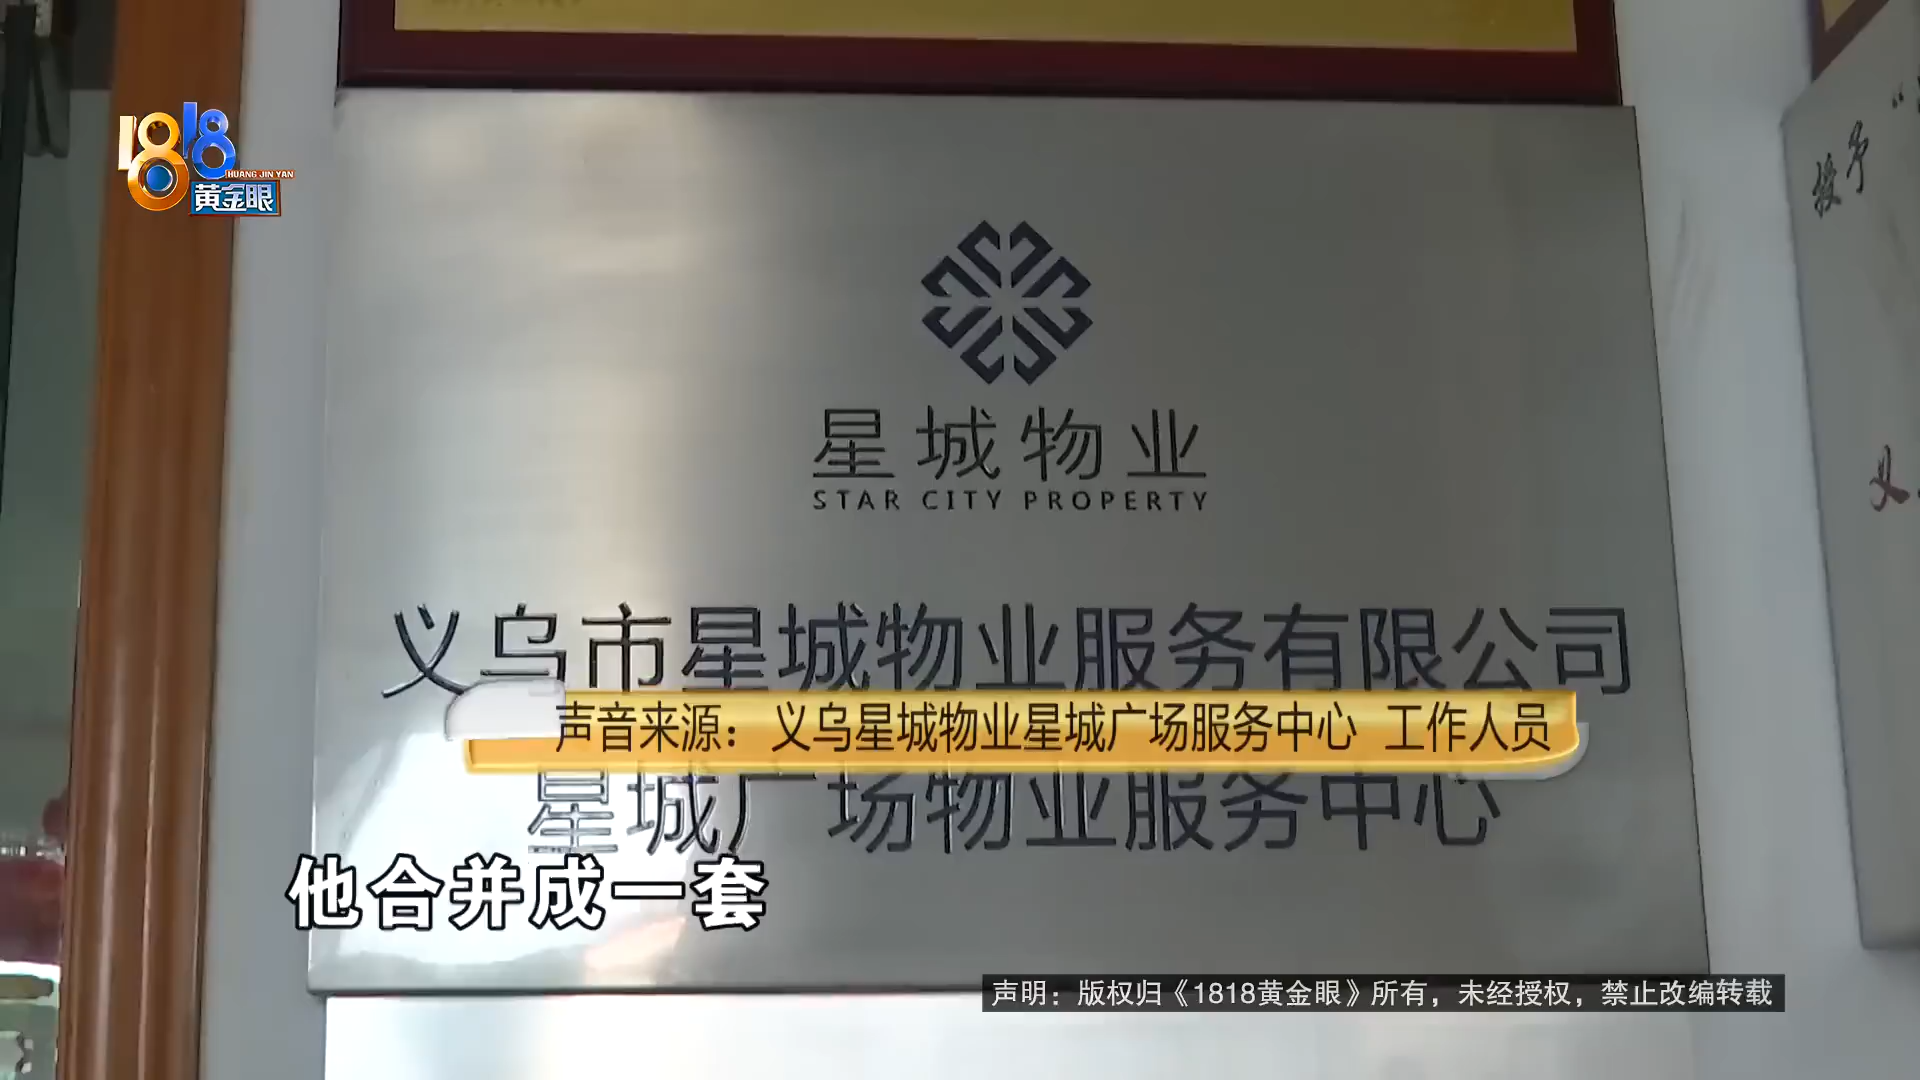 1818
HUANG JIN YAN
黄金眼
授予“
星城物业
STAR CITY PROPERTY
义
义乌市星城物业服务有限公司
声音来源：义乌星城物业星城广场服务中心 工作人员
星城广场物业服务中心
他合并成一套
声明：版权归《1818黄金眼》所有，未经授权，禁止改编转载